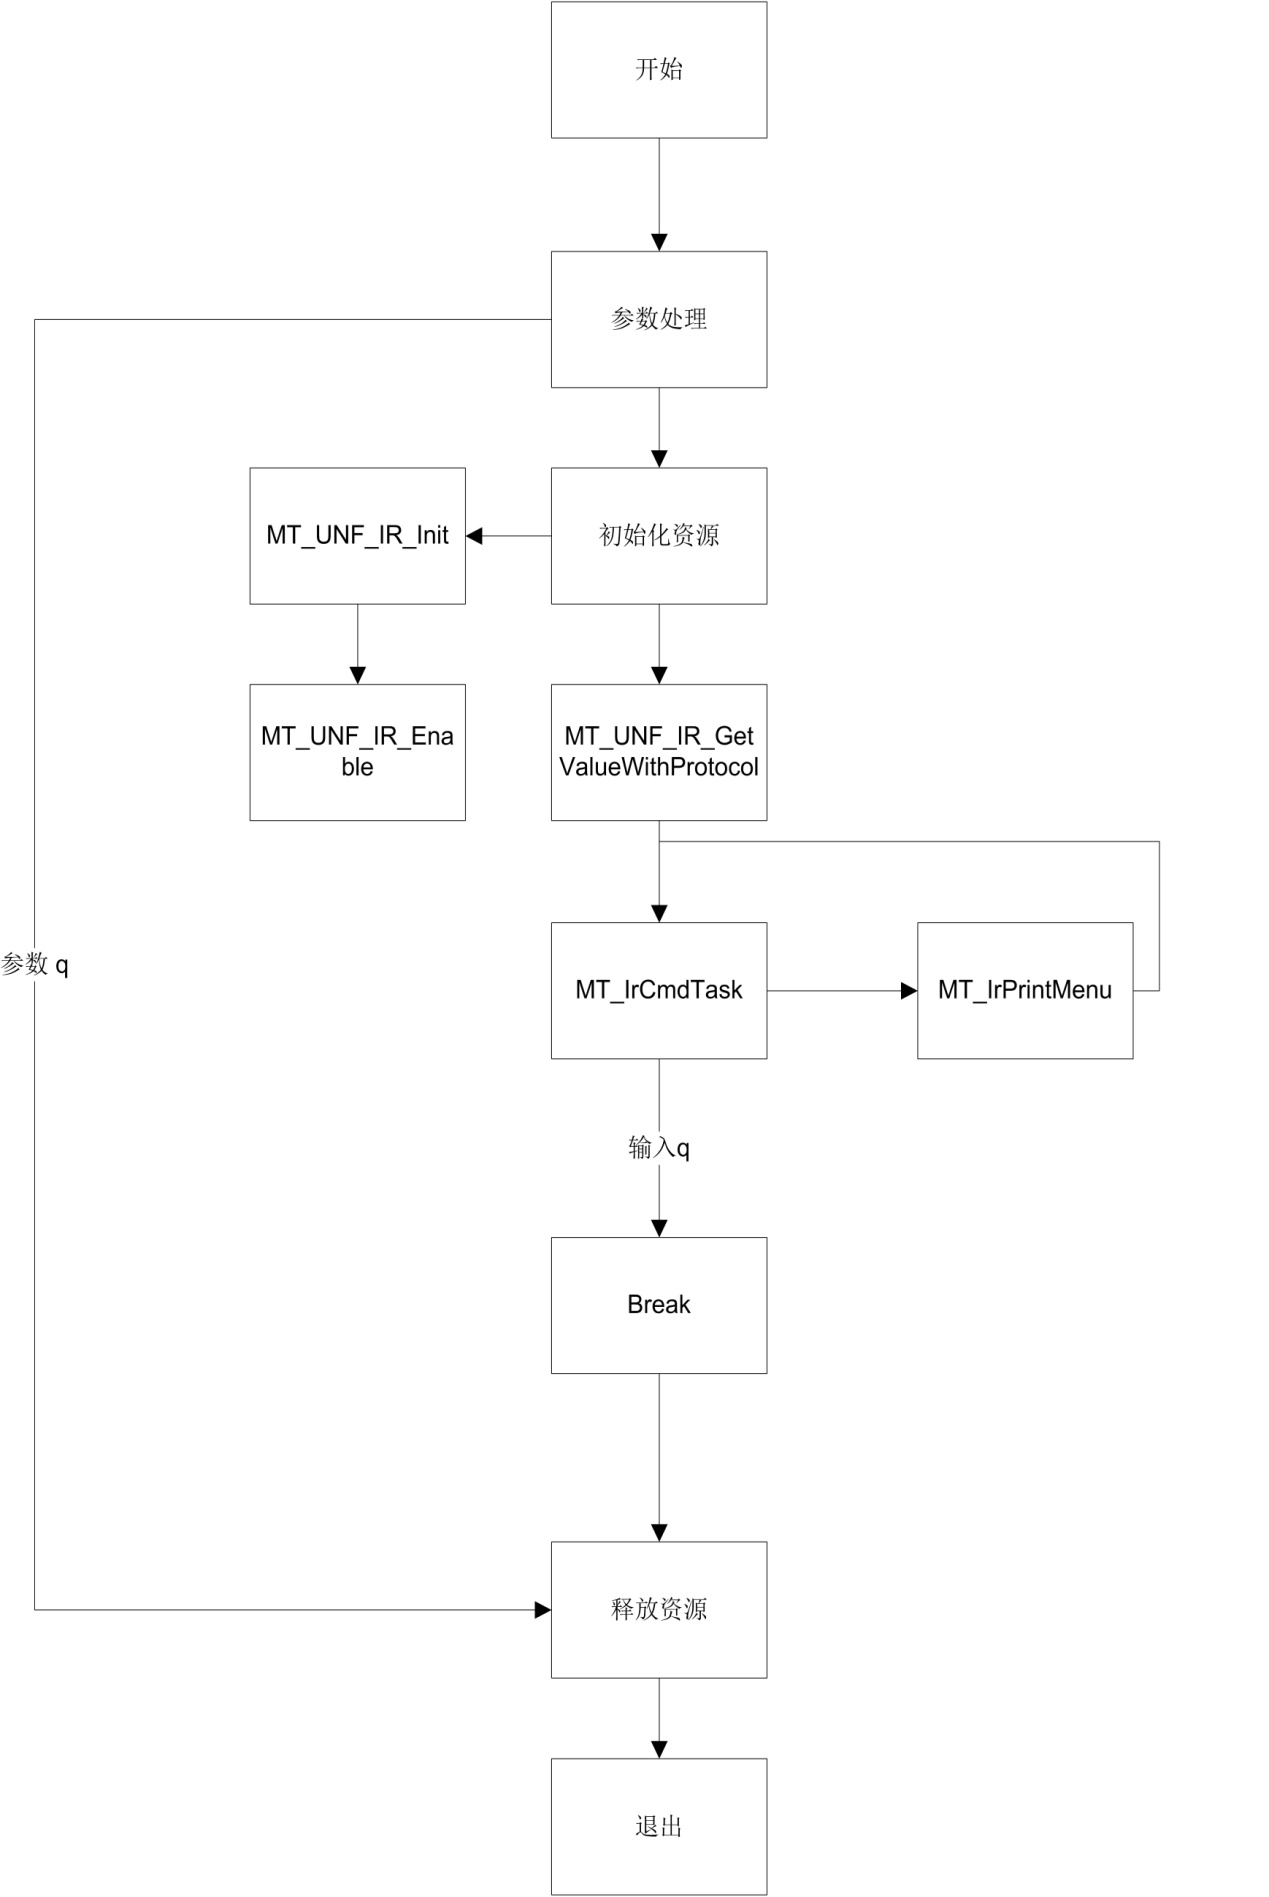 开始
参数处理
MT_UNF_IR_Init
初始化资源
MT_UNF_IR_Ena
ble
MT_UNF_IR_Get
ValueWithProtocol
参数 q
MT_IrCmdTask
MT_IrPrintMenu
输入q
Break
释放资源
退出